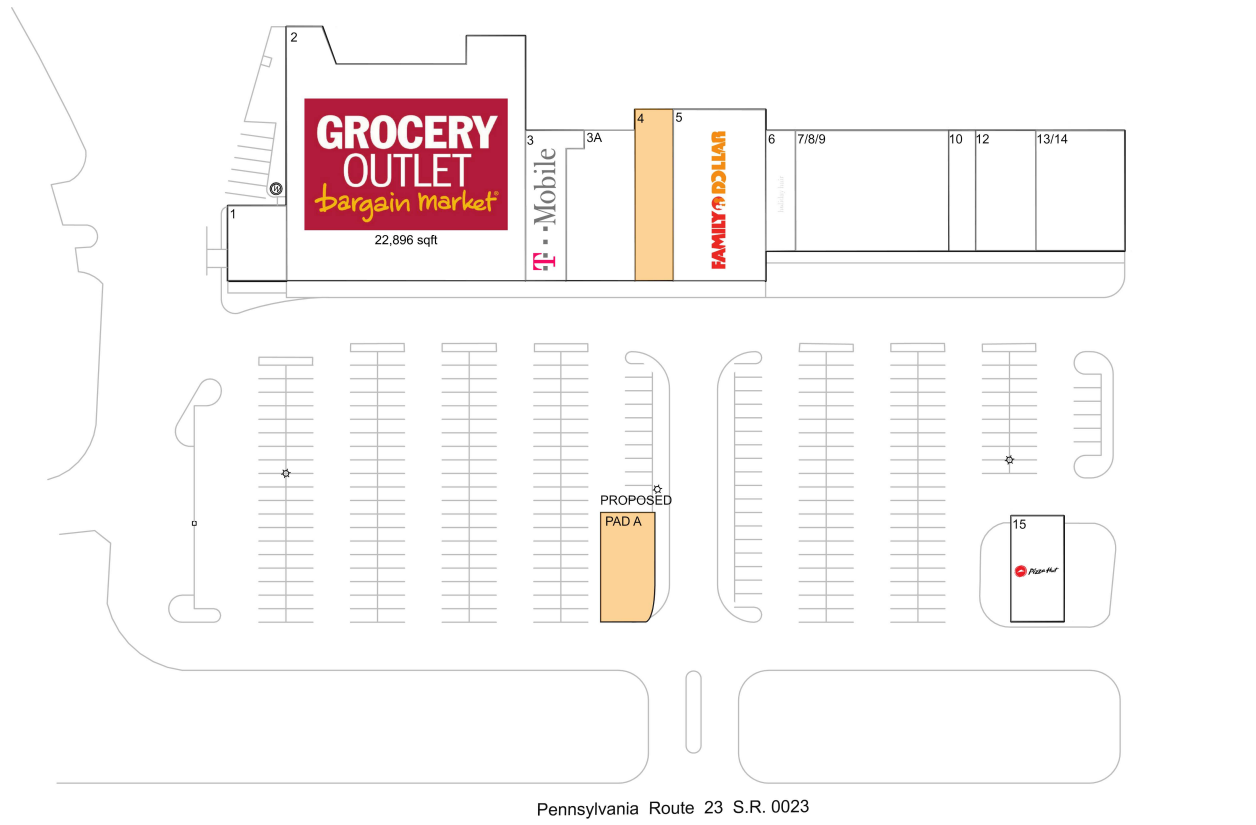 2
GROCERY
OUTLET
bargain market
22,896 sqft
1
3
T··Mobile
3A
4
5
FAMILY DOLLAR
6
7/8/9
10
12
13/14
PROPOSED
PAD A
15
Pizza Hut
Pennsylvania Route 23 S.R. 0023